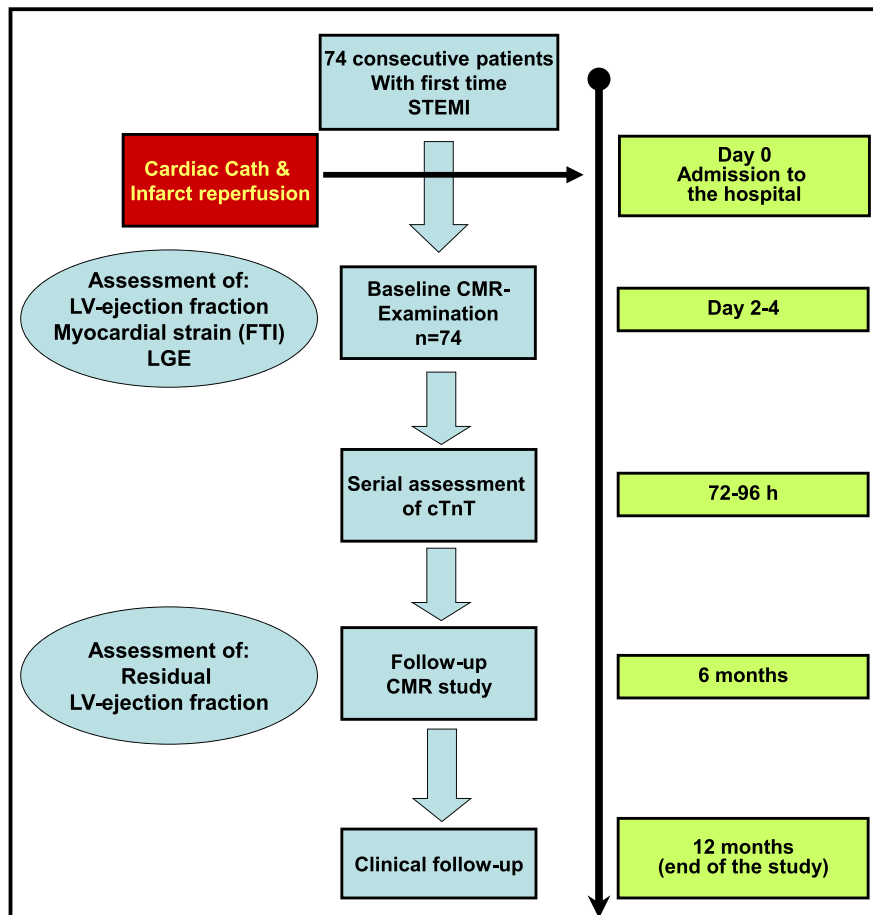 74 consecutive patients
With first time
STEMI
Cardiac Cath &
Infarct reperfusion
Day 0
Admission to
the hospital
Assessment of:
LV-ejection fraction
Myocardial strain (FTI)
LGE
Baseline CMR-
Examination
n=74
Day 2-4
Serial assessment
of cTnT
72-96 h
Assessment of:
Residual
LV-ejection fraction
Follow-up
CMR study
6 months
Clinical follow-up
12 months
(end of the study)